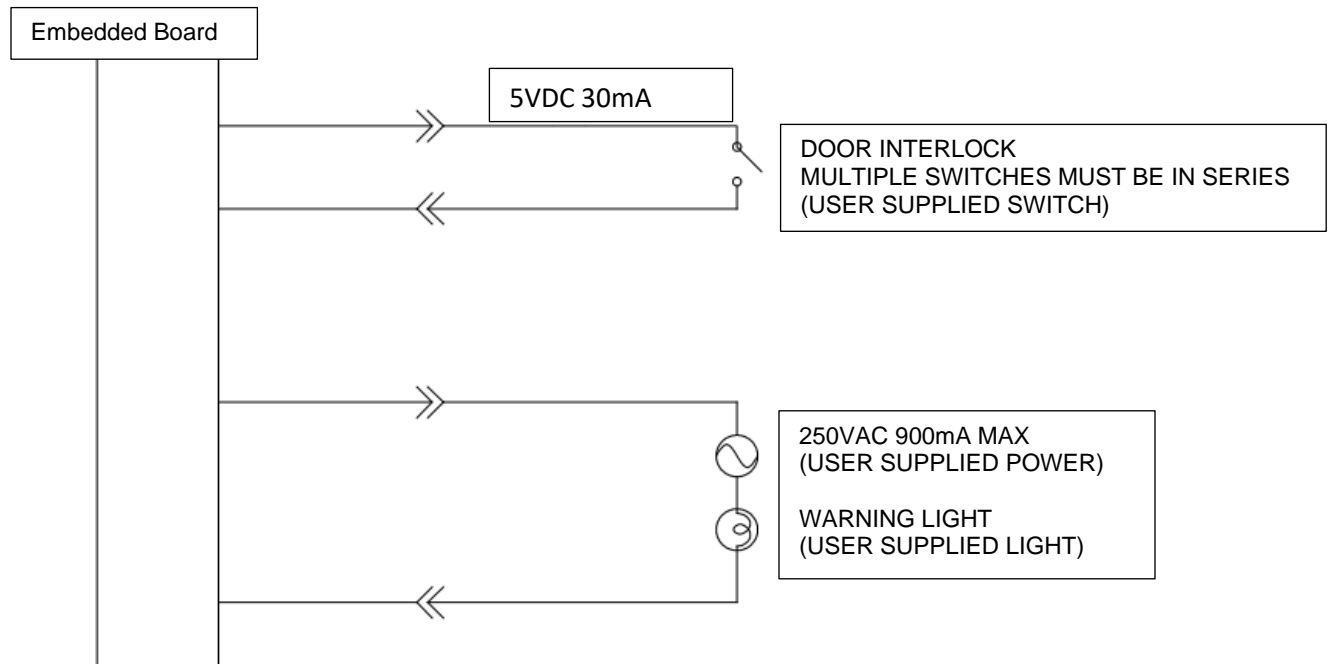 Embedded Board
5VDC 30mA
DOOR INTERLOCK
MULTIPLE SWITCHES MUST BE IN SERIES
(USER SUPPLIED SWITCH)
250VAC 900mA MAX
(USER SUPPLIED POWER)
WARNING LIGHT
(USER SUPPLIED LIGHT)